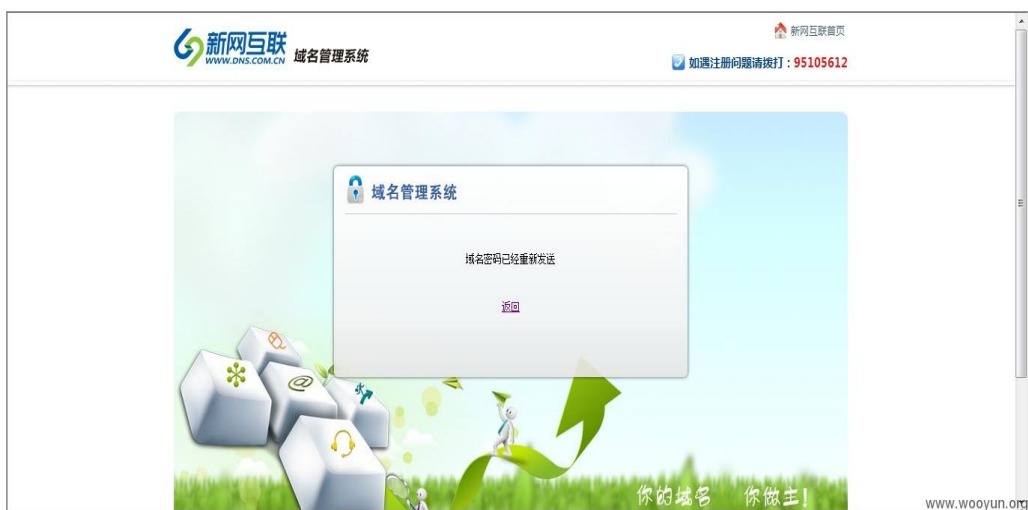 新网互联首页
新网互联
WWW.DNS.COM.CN
域名管理系统
如遇注册问题请拨打：95105612
域名管理系统
域名密码已经重新发送
返回
@
你的域名 你做主！
www.wooyun.org